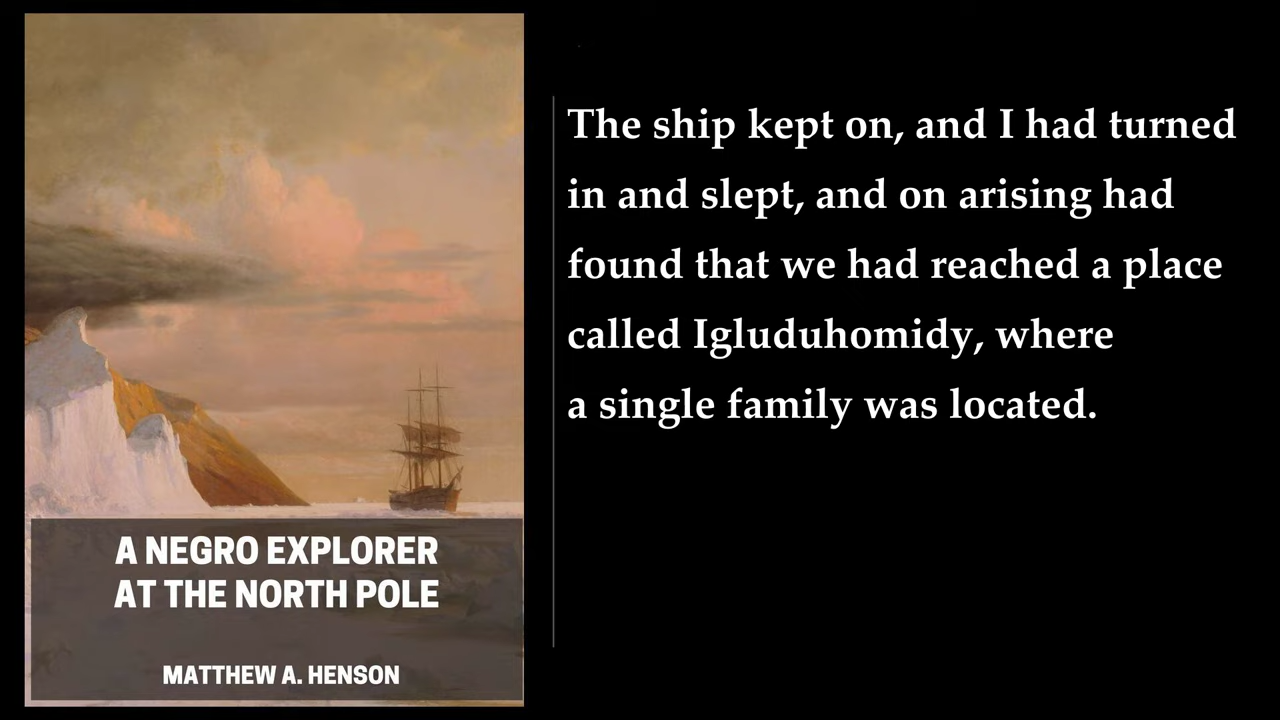 The ship kept on, and I had turned
in and slept, and on arising had
found that we had reached a place
called Igluduhomidy, where
a single family was located.
A NEGRO EXPLORER
AT THE NORTH POLE
MATTHEW A. HENSON